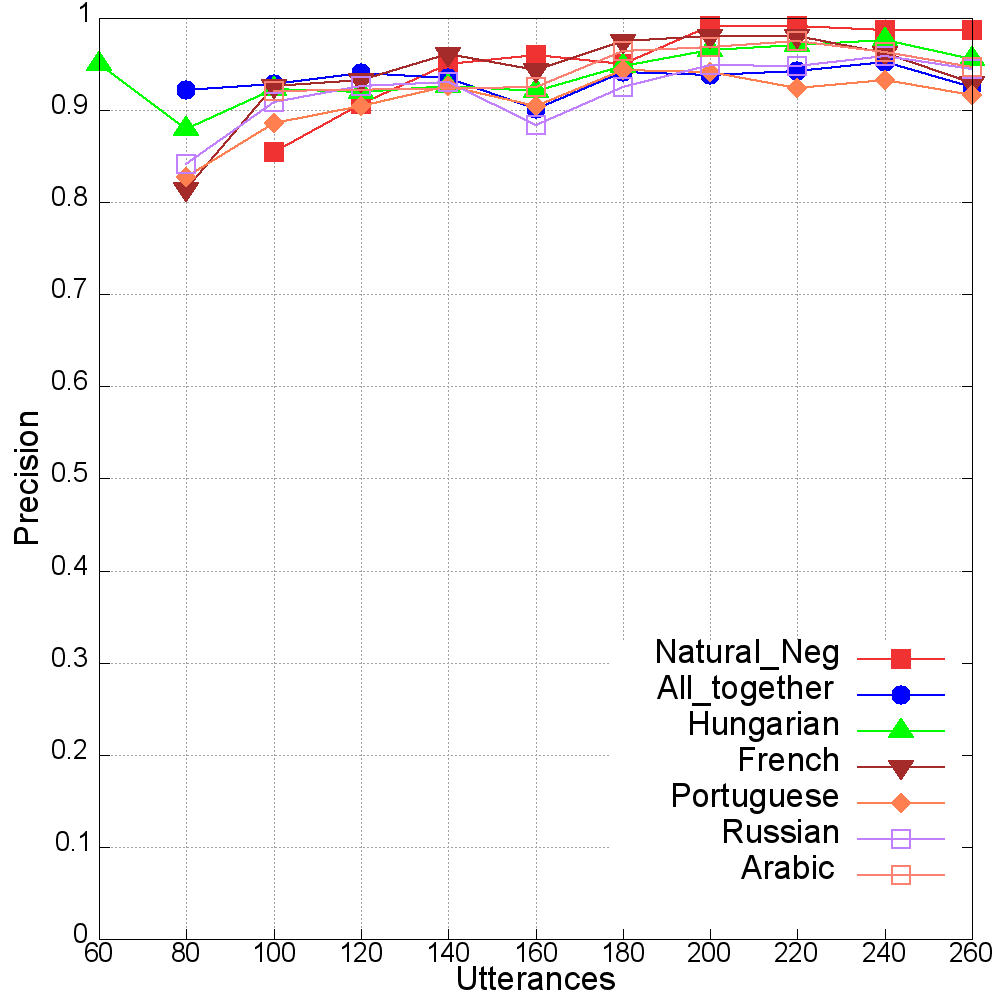 1
0.9
0.8
0.7
0.6
0.5
0.4
0.3
0.2
0.1
0
Precision
Natural_Neg
All_together
Hungarian
French
Portuguese
Russian
Arabic
60 80 100 120 140 160 180 200 220 240 260
Utterances